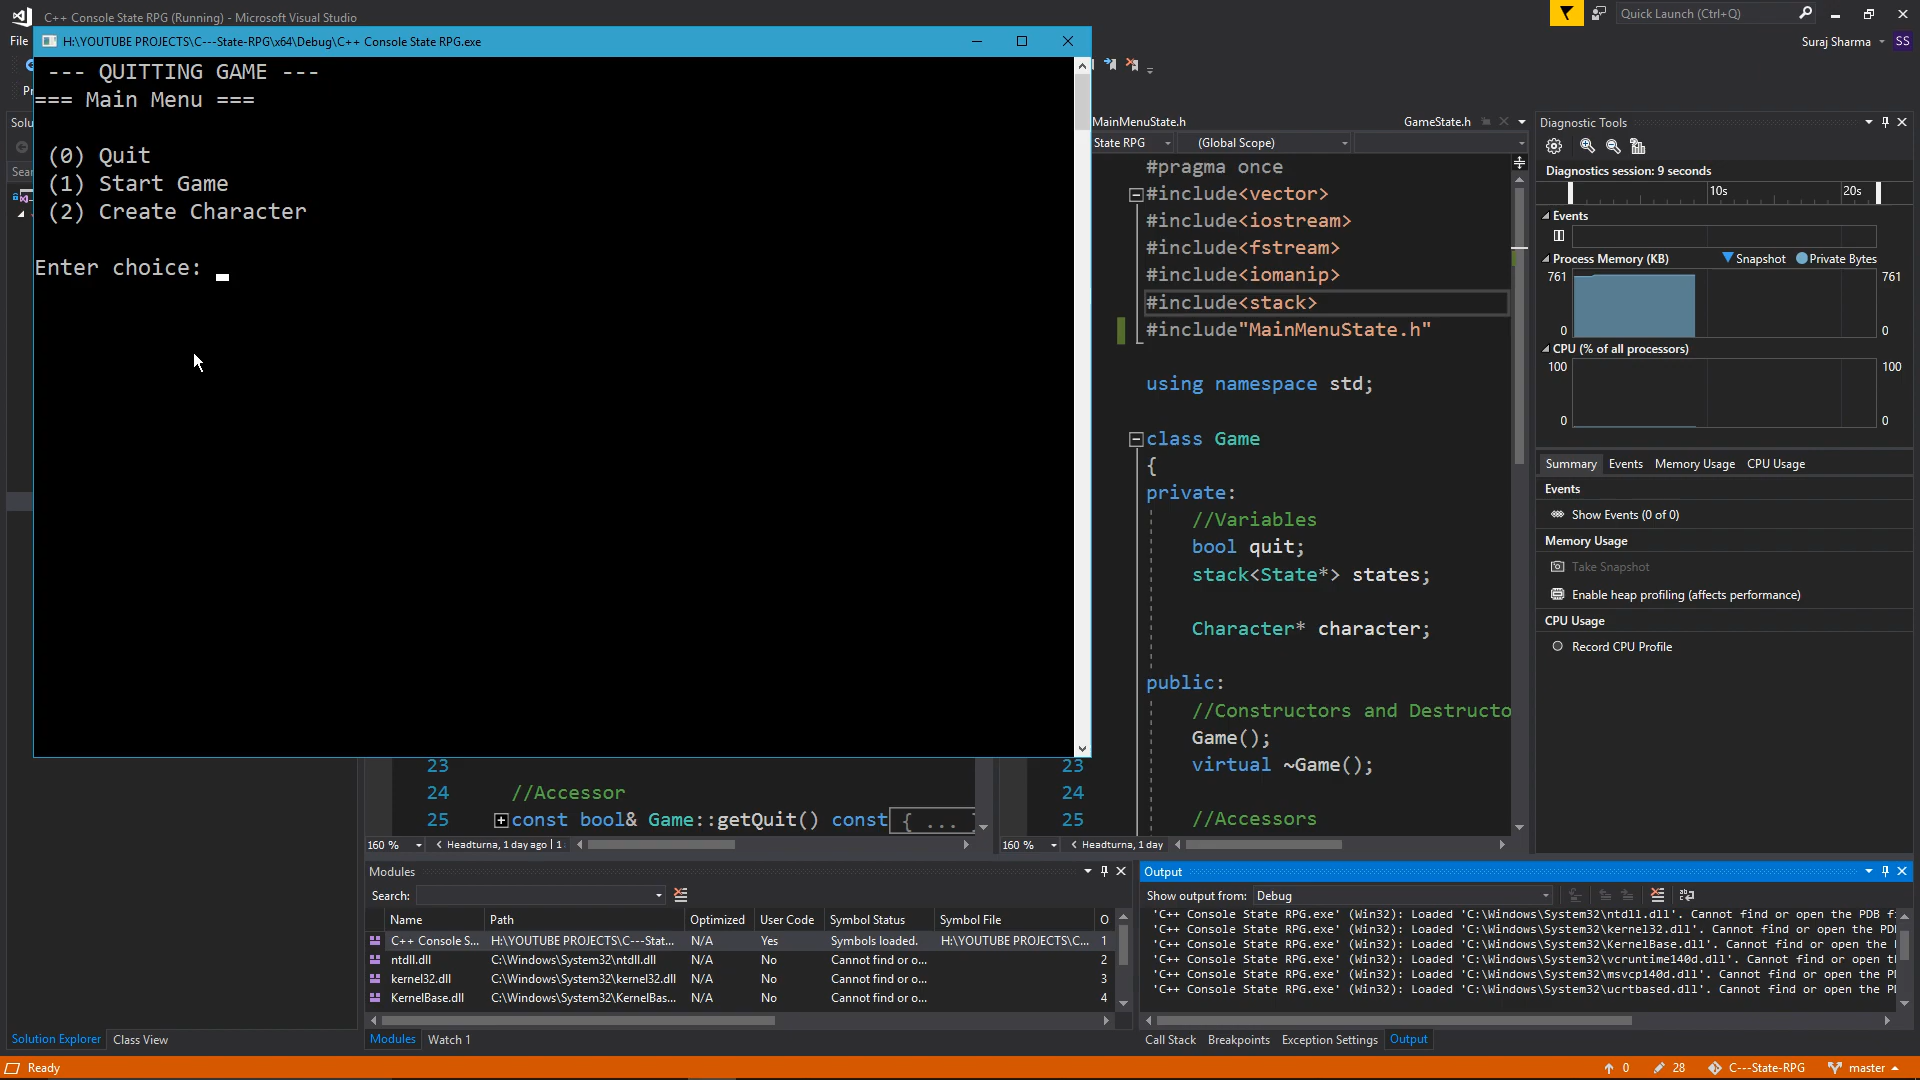 C++ Console State RPG (Running) - Microsoft Visual Studio
Quick Launch (Ctrl+Q)
File
Suraj Sharma
SS
H:\YOUTUBE PROJECTS\C---State-RPG\x64\Debug\C++ Console State RPG.exe
--- QUITTING GAME ---
=== Main Menu ===
(0) Quit
(1) Start Game
(2) Create Character
Enter choice:
Solu
Sear
MainMenuState.h
GameState.h
State RPG
(Global Scope)
#pragma once
#include<vector>
#include<iostream>
#include<fstream>
#include<iomanip>
#include<stack>
#include"MainMenuState.h"
using namespace std;
class Game
{
private:
//Variables
bool quit;
stack<State*> states;
Character* character;
public:
//Constructors and Destructo
Game();
virtual ~Game();
//Accessors
23
24
25
23
24 //Accessor
25 const bool& Game::getQuit() const { ... }
160 %
Headturna, 1 day ago | 1
160 %
Headturna, 1 day
Diagnostic Tools
Diagnostics session: 9 seconds
10s 20s
Events
Process Memory (KB)
Snapshot
Private Bytes
761 761
0 0
CPU (% of all processors)
100 100
0 0
Summary Events Memory Usage CPU Usage
Events
Show Events (0 of 0)
Memory Usage
Take Snapshot
Enable heap profiling (affects performance)
CPU Usage
Record CPU Profile
Modules
Search:
Name Path Optimized User Code Symbol Status Symbol File O
C++ Console S... H:\YOUTUBE PROJECTS\C---Stat... N/A Yes Symbols loaded. H:\YOUTUBE PROJECTS\C... 1
ntdll.dll C:\Windows\System32\ntdll.dll N/A No Cannot find or o... 2
kernel32.dll C:\Windows\System32\kernel32.dll N/A No Cannot find or o... 3
KernelBase.dll C:\Windows\System32\KernelBas... N/A No Cannot find or o... 4
Output
Show output from: Debug
'C++ Console State RPG.exe' (Win32): Loaded 'C:\Windows\System32\ntdll.dll'. Cannot find or open the PDB f
'C++ Console State RPG.exe' (Win32): Loaded 'C:\Windows\System32\kernel32.dll'. Cannot find or open the PD
'C++ Console State RPG.exe' (Win32): Loaded 'C:\Windows\System32\KernelBase.dll'. Cannot find or open the
'C++ Console State RPG.exe' (Win32): Loaded 'C:\Windows\System32\vcruntime140d.dll'. Cannot find or open t
'C++ Console State RPG.exe' (Win32): Loaded 'C:\Windows\System32\msvcp140d.dll'. Cannot find or open the P
'C++ Console State RPG.exe' (Win32): Loaded 'C:\Windows\System32\ucrtbased.dll'. Cannot find or open the P
Solution Explorer Class View
Modules Watch 1
Call Stack Breakpoints Exception Settings Output
Ready
0 28 C---State-RPG master